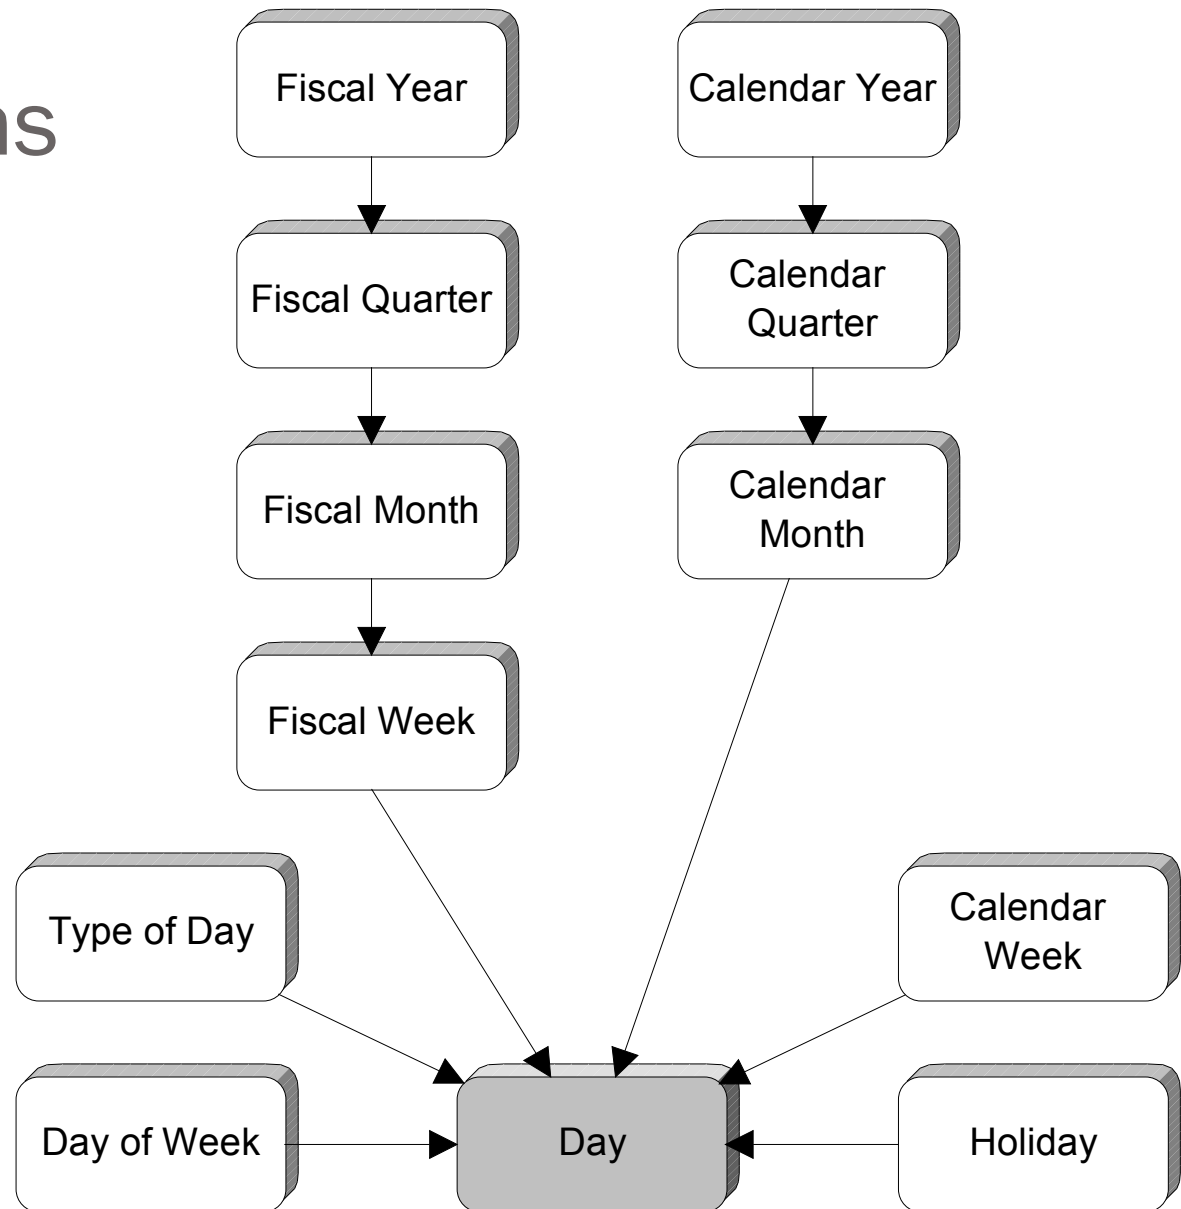 Fiscal Year
Calendar Year
ns
Fiscal Quarter
Calendar
Quarter
Fiscal Month
Calendar
Month
Fiscal Week
Type of Day
Calendar
Week
Day of Week
Day
Holiday